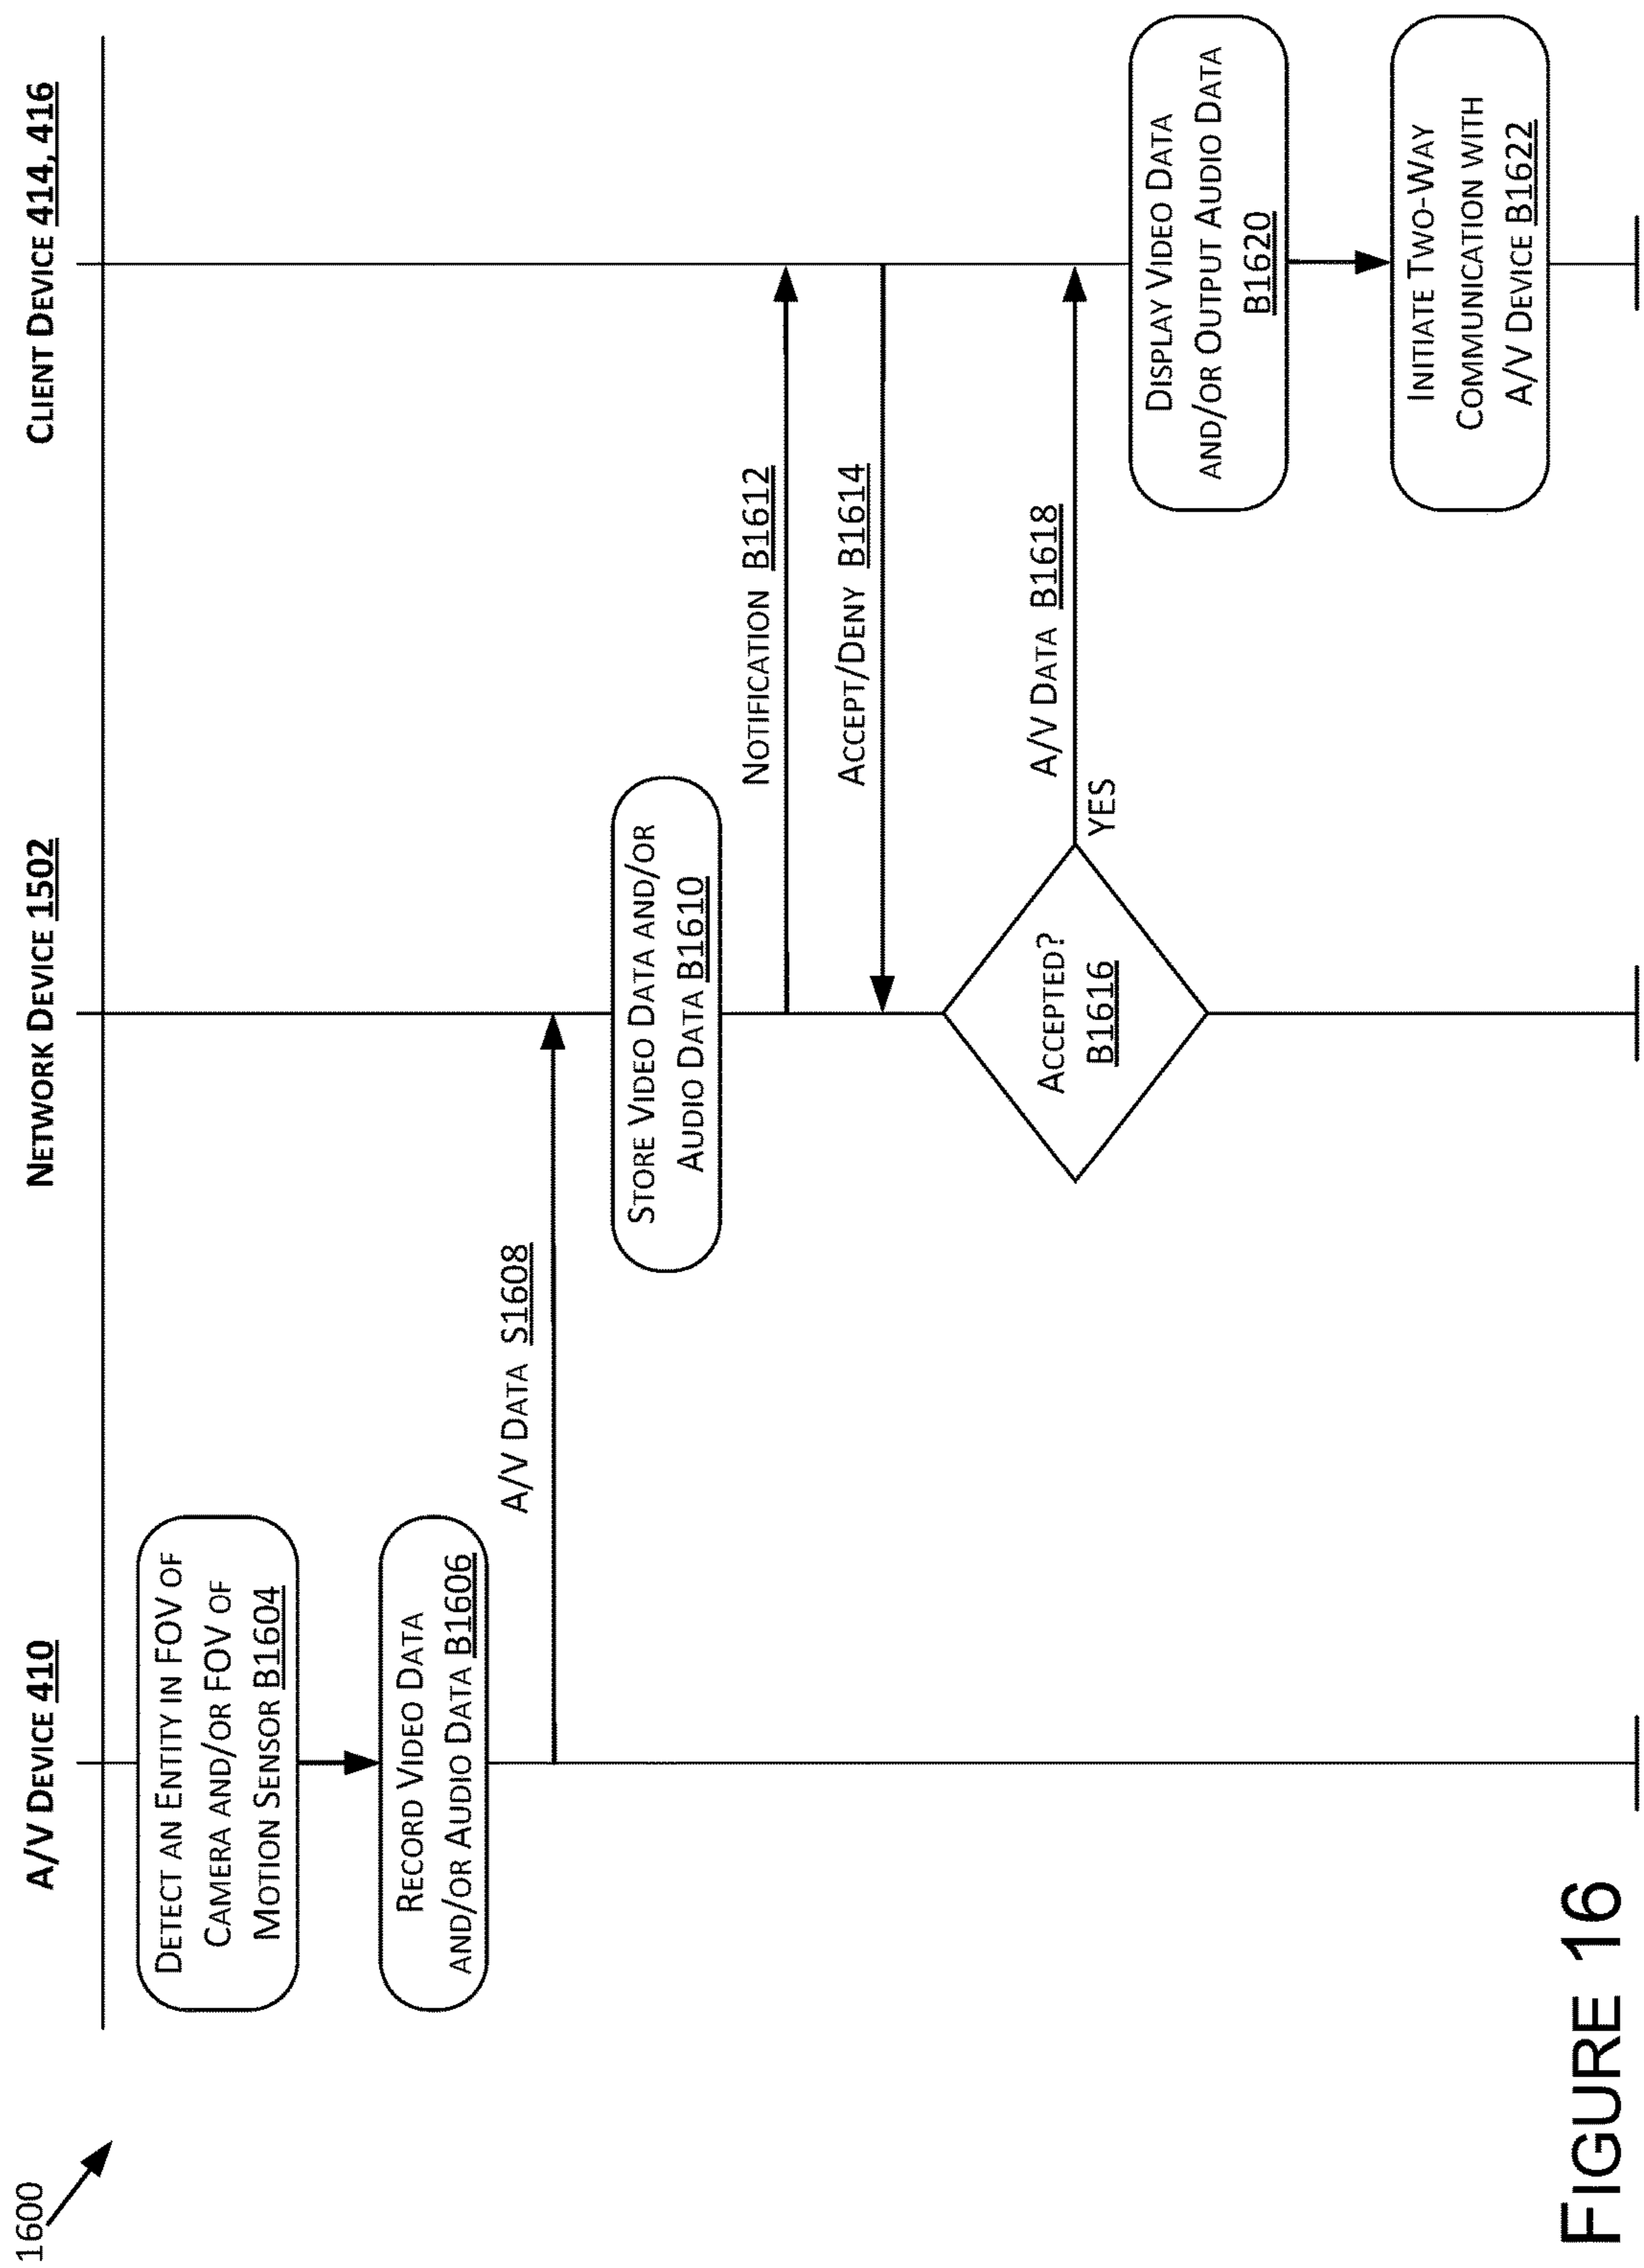 1600
A/V DEVICE 410
NETWORK DEVICE 1502
CLIENT DEVICE 414, 416
DETECT AN ENTITY IN FOV OF
CAMERA AND/OR FOV OF
MOTION SENSOR B1604
RECORD VIDEO DATA
AND/OR AUDIO DATA B1606
A/V DATA S1608
STORE VIDEO DATA AND/OR
AUDIO DATA B1610
NOTIFICATION B1612
ACCEPT/DENY B1614
ACCEPTED?
B1616
YES
A/V DATA B1618
DISPLAY VIDEO DATA
AND/OR OUTPUT AUDIO DATA
B1620
INITIATE TWO-WAY
COMMUNICATION WITH
A/V DEVICE B1622
FIGURE 16